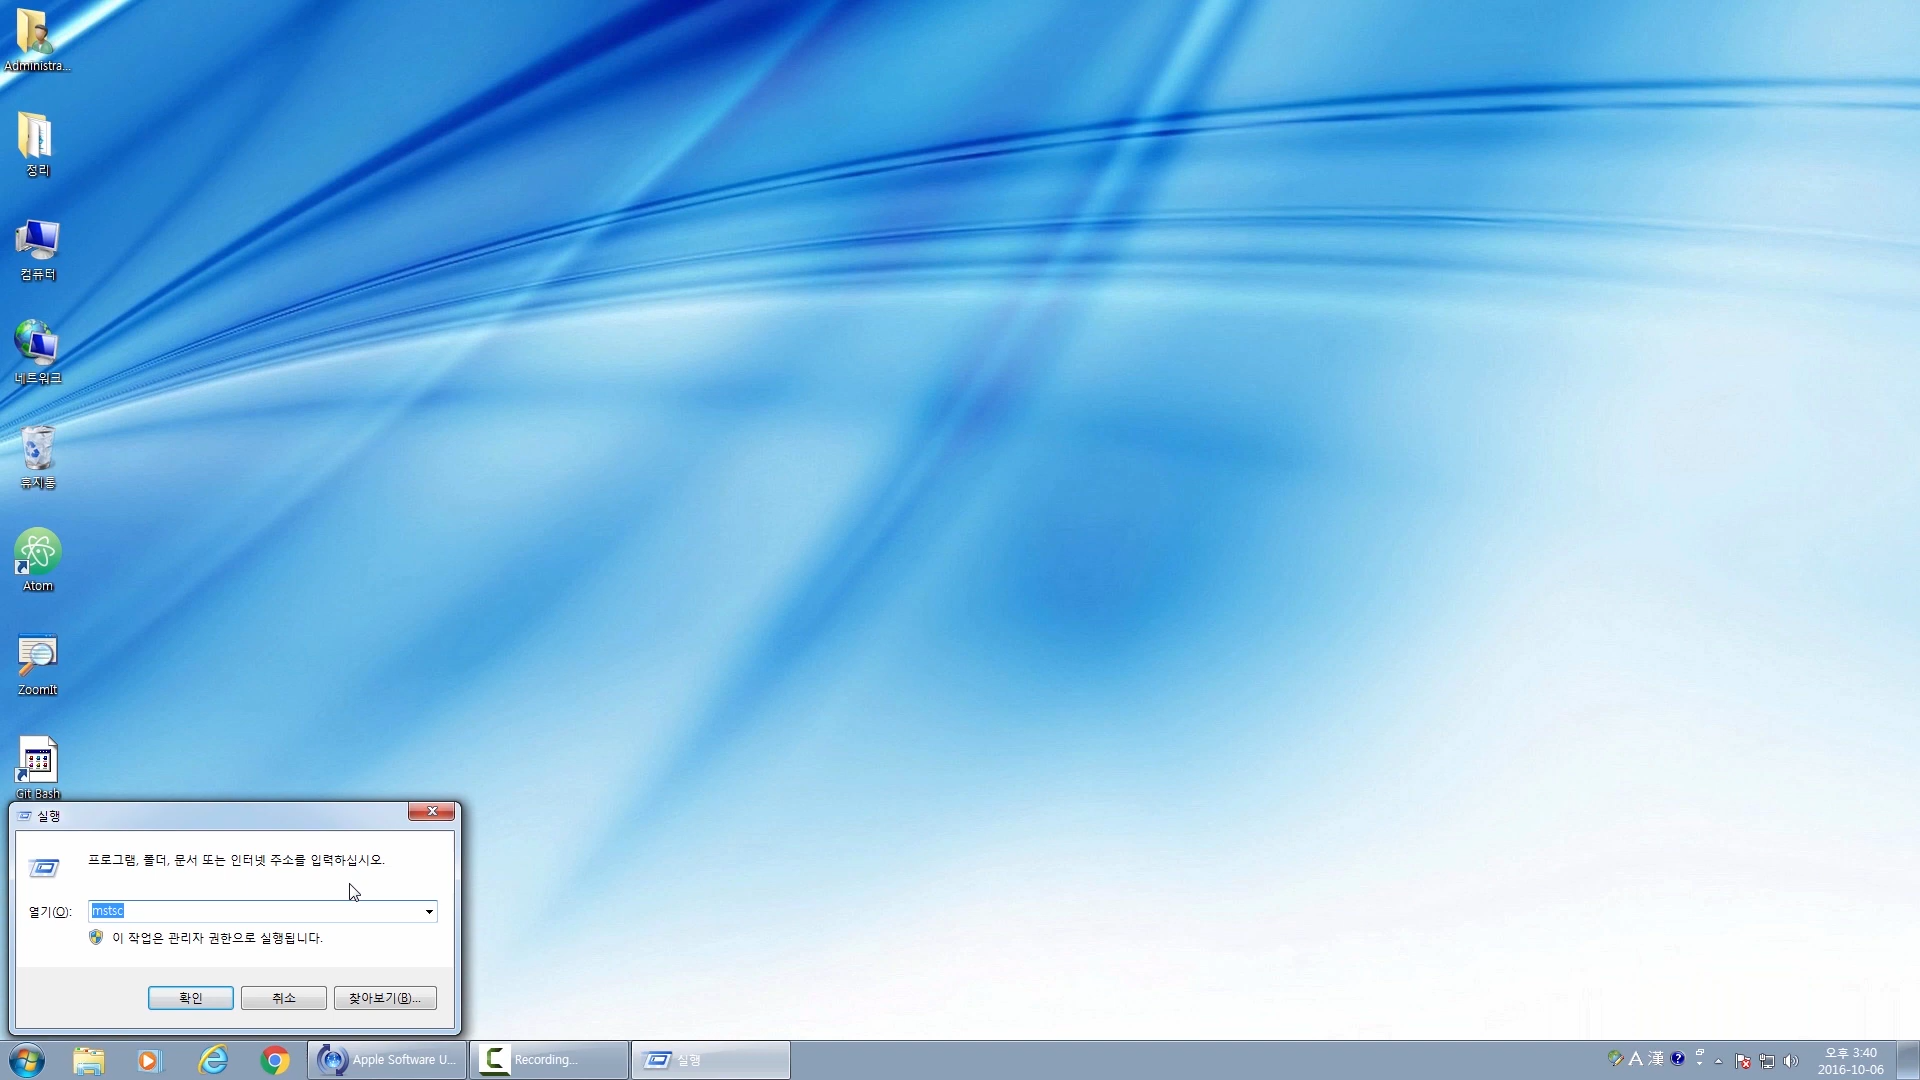 Administra...
정리
컴퓨터
네트워크
휴지통
Atom
ZoomIt
Git Bash
실행
프로그램, 폴더, 문서 또는 인터넷 주소를 입력하십시오.
열기(O):
mstsc
이 작업은 관리자 권한으로 실행됩니다.
확인
취소
찾아보기(B)...
Apple Software U...
Recording...
실행
A 漢
오후 3:40
2016-10-06